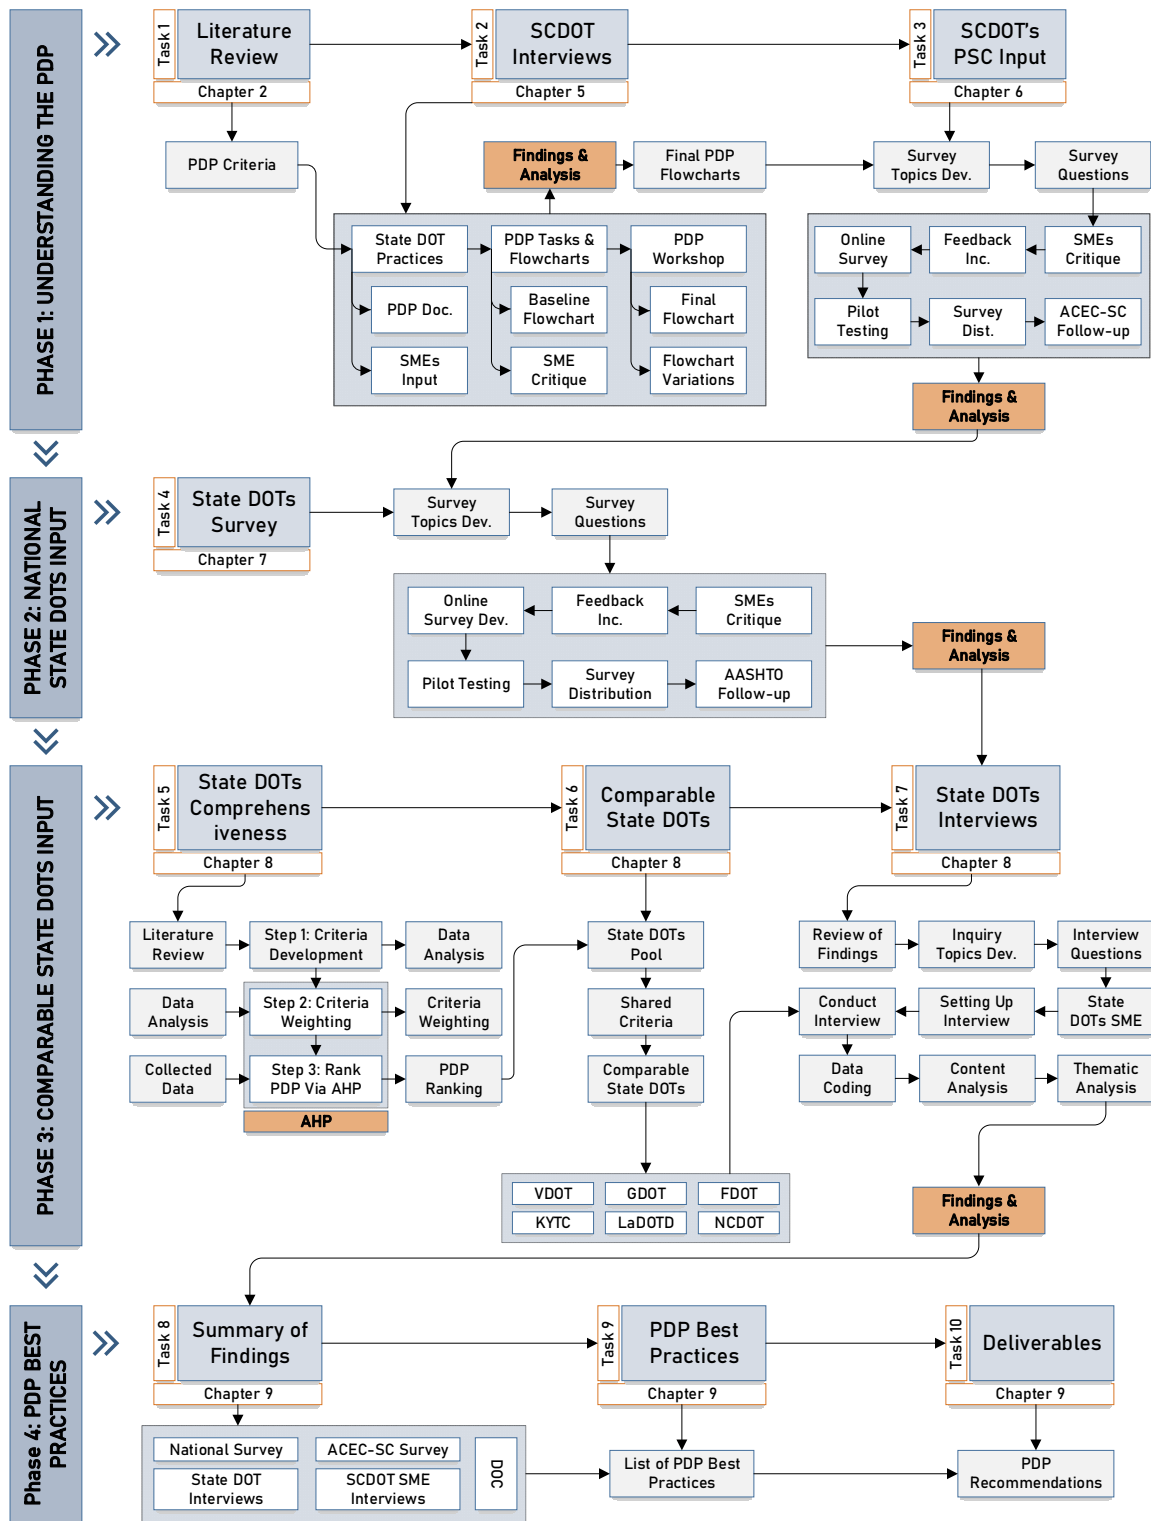 PHASE 1: UNDERSTANDING THE PDP
Task 1
Literature
Review
Chapter 2
Task 2
SCDOT
Interviews
Chapter 5
Task 3
SCDOT's
PSC Input
Chapter 6
PDP Criteria
Findings &
Analysis
Final PDP
Flowcharts
Survey
Topics Dev.
Survey
Questions
State DOT
Practices
PDP Tasks &
Flowcharts
PDP
Workshop
PDP Doc.
Baseline
Flowchart
Final
Flowchart
SMEs
Input
SME
Critique
Flowchart
Variations
Online
Survey
Feedback
Inc.
SMEs
Critique
Pilot
Testing
Survey
Dist.
ACEC-SC
Follow-up
Findings &
Analysis
PHASE 2: NATIONAL
STATE DOTS INPUT
Task 4
State DOTs
Survey
Chapter 7
Survey
Topics Dev.
Survey
Questions
Online
Survey Dev.
Feedback
Inc.
SMEs
Critique
Pilot Testing
Survey
Distribution
AASHTO
Follow-up
Findings &
Analysis
PHASE 3: COMPARABLE STATE DOTS INPUT
Task 5
State DOTs
Comprehens
iveness
Chapter 8
Task 6
Comparable
State DOTs
Chapter 8
Task 7
State DOTs
Interviews
Chapter 8
Literature
Review
Step 1: Criteria
Development
Data
Analysis
Data
Analysis
Step 2: Criteria
Weighting
Criteria
Weighting
Collected
Data
Step 3: Rank
PDP Via AHP
PDP
Ranking
AHP
State DOTs
Pool
Shared
Criteria
Comparable
State DOTs
VDOT
GDOT
FDOT
KYTC
LaDOTD
NCDOT
Review of
Findings
Inquiry
Topics Dev.
Interview
Questions
Conduct
Interview
Setting Up
Interview
State
DOTs SME
Data
Coding
Content
Analysis
Thematic
Analysis
Findings &
Analysis
Phase 4: PDP BEST
PRACTICES
Task 8
Summary of
Findings
Chapter 9
Task 9
PDP Best
Practices
Chapter 9
Task 10
Deliverables
Chapter 9
National Survey
ACEC-SC Survey
State DOT
Interviews
SCDOT SME
Interviews
DOC
List of PDP Best
Practices
PDP
Recommendations